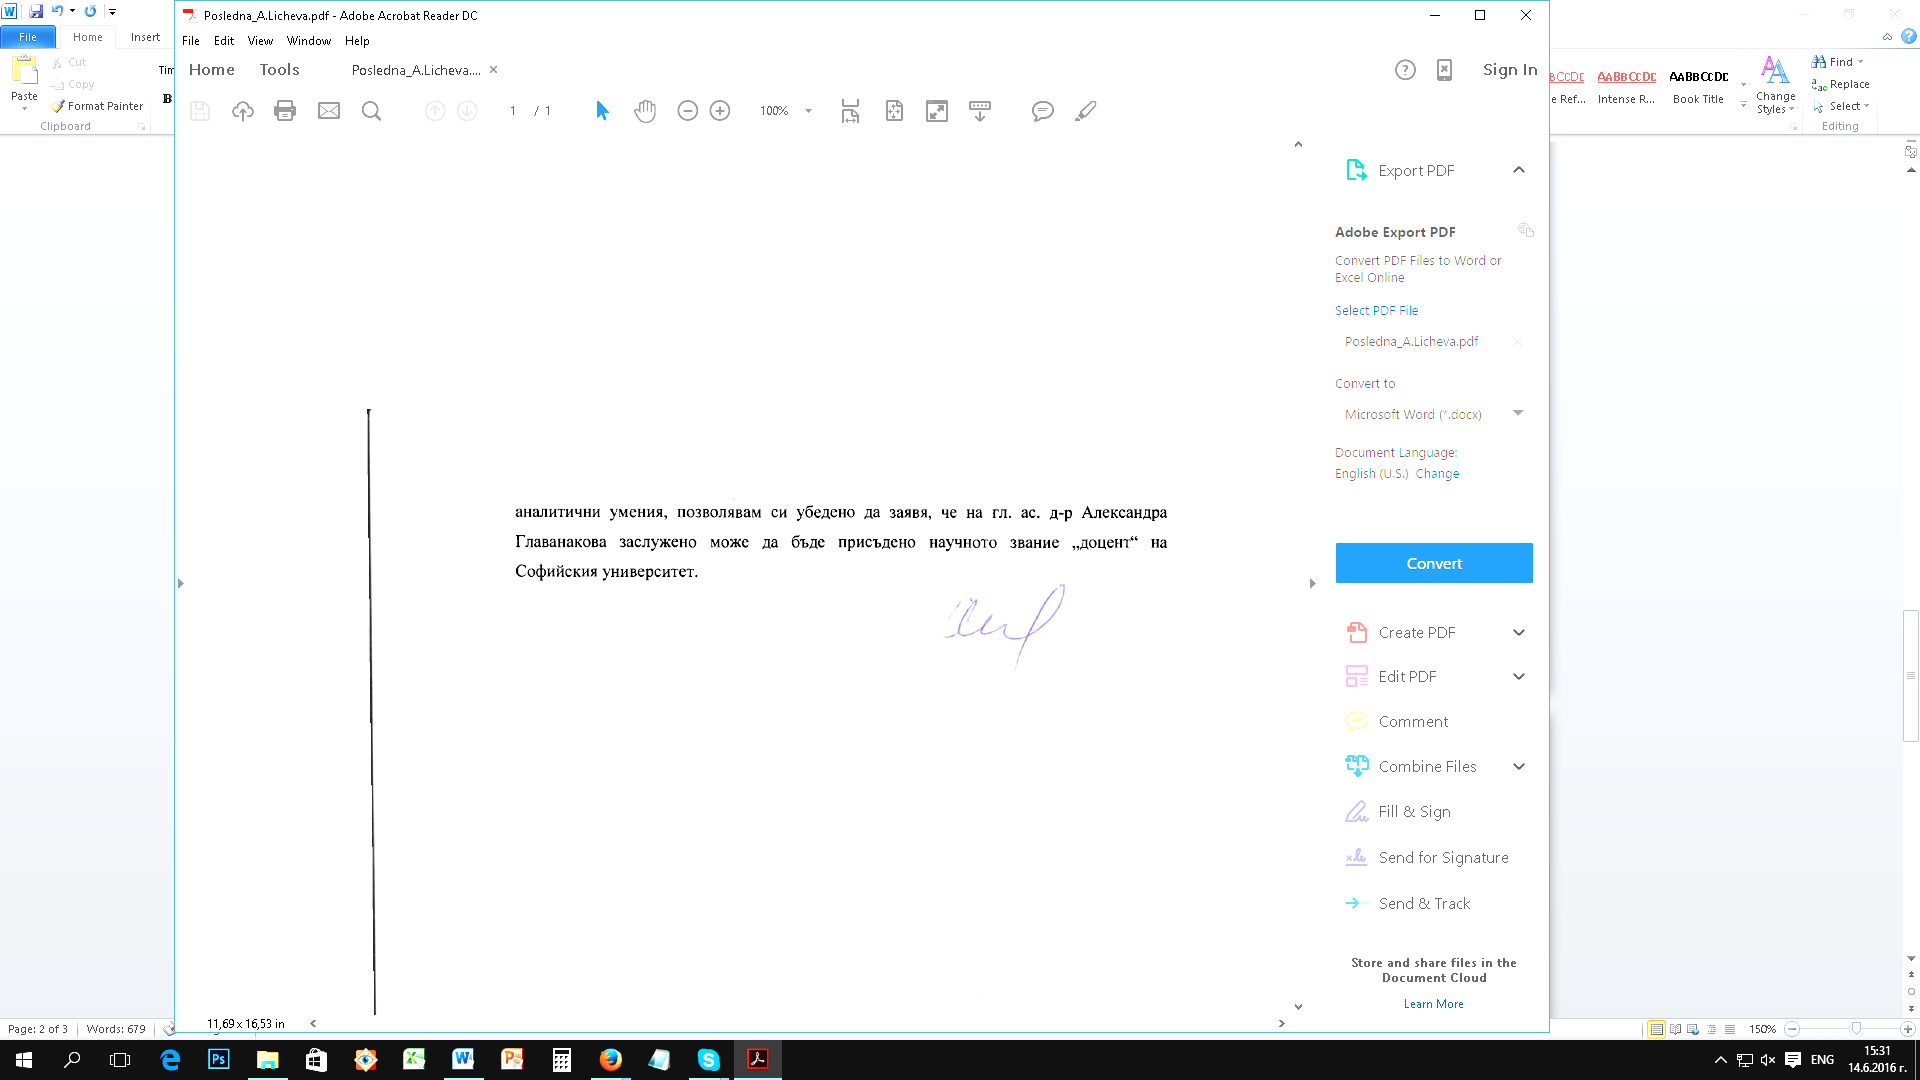 Posledna_A.Licheva.pdf - Adobe Acrobat Reader DC
File Home Insert
File Edit View Window Help
Cut
Copy
Paste
Format Painter
Clipboard
Tim
B
Home Tools Posledna_A.Licheva.... Sign In
1 / 1 100%
BCCDD AABBCCDD AABBCCDD
e Ref... Intense R... Book Title
Change
Styles
Find
Replace
Select
Editing
Export PDF
Adobe Export PDF
Convert PDF Files to Word or
Excel Online
Select PDF File
Posledna_A.Licheva.pdf
Convert to
Microsoft Word (*.docx)
Document Language:
English (U.S.) Change
Convert
Create PDF
Edit PDF
Comment
Combine Files
Fill & Sign
Send for Signature
Send & Track
Store and share files in the
Document Cloud
Learn More
аналитични умения, позволявам си убедено да заявя, че на гл. ас. д-р Александра
Главанакова заслужено може да бъде присъдено научното звание „доцент“ на
Софийския университет.
11,69 x 16,53 in
Page: 2 of 3 Words: 679
150%
ENG
15:31
14.6.2016 г.